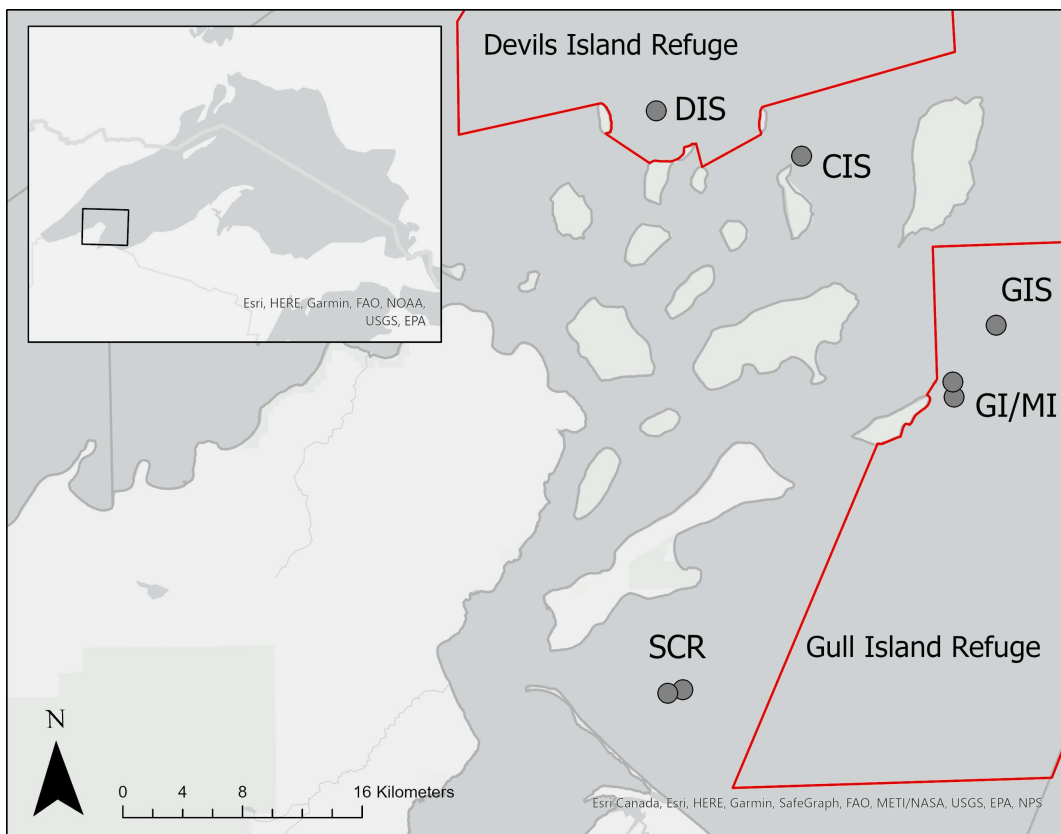 Devils Island Refuge
DIS
CIS
Esri, HERE, Garmin, FAO, NOAA,
USGS, EPA
GIS
GI/MI
SCR
Gull Island Refuge
N
0 4 8 16 Kilometers
Esri Canada, Esri, HERE, Garmin, SafeGraph, FAO, METI/NASA, USGS, EPA, NPS